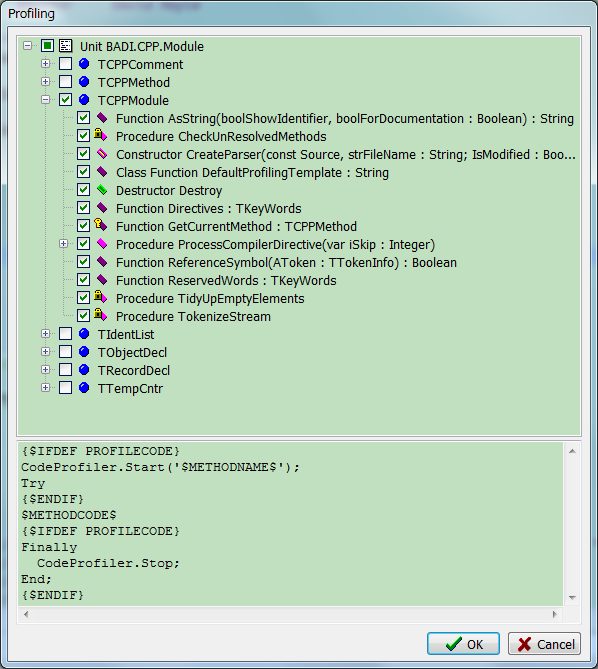 Profiling
Unit BADI.CPP.Module
TCPPComment
TCPPMethod
TCPPModule
Function AsString(boolShowIdentifier, boolForDocumentation : Boolean) : String
Procedure CheckUnResolvedMethods
Constructor CreateParser(const Source, strFileName : String; IsModified : Boo...
Class Function DefaultProfilingTemplate : String
Destructor Destroy
Function Directives : TKeyWords
Function GetCurrentMethod : TCPPMethod
Procedure ProcessCompilerDirective(var iSkip : Integer)
Function ReferenceSymbol(AToken : TTokenInfo) : Boolean
Function ReservedWords : TKeyWords
Procedure TidyUpEmptyElements
Procedure TokenizeStream
TIdentList
TObjectDecl
TRecordDecl
TTempCntr
{$IFDEF PROFILECODE}
CodeProfiler.Start('$METHODNAME$');
Try
{$ENDIF}
$METHODCODE$
{$IFDEF PROFILECODE}
Finally
  CodeProfiler.Stop;
End;
{$ENDIF}
OK Cancel